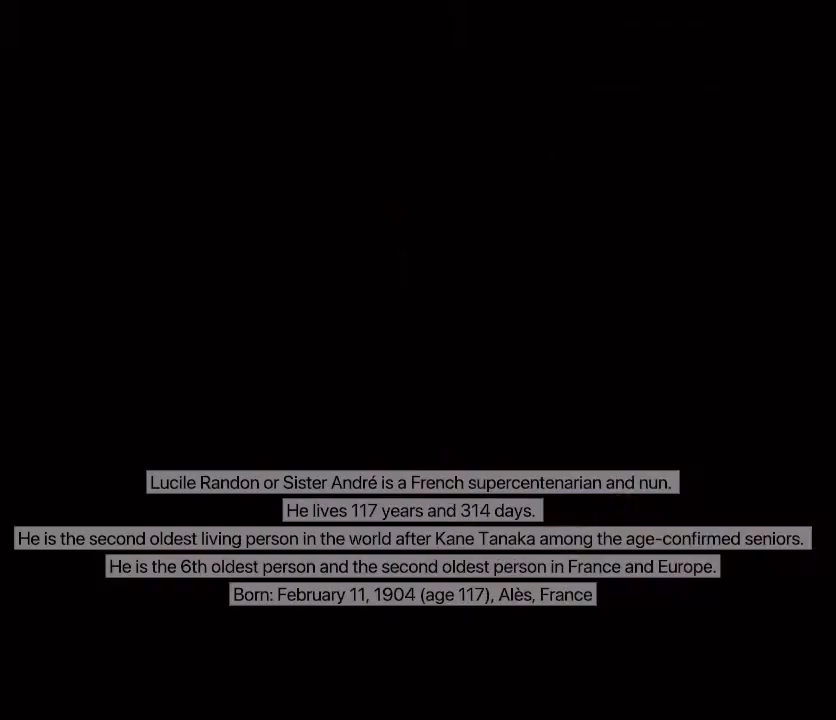 Lucile Randon or Sister André is a French supercentenarian and nun.
He lives 117 years and 314 days.
He is the second oldest living person in the world after Kane Tanaka among the age-confirmed seniors.
He is the 6th oldest person and the second oldest person in France and Europe.
Born: February 11, 1904 (age 117), Alès, France